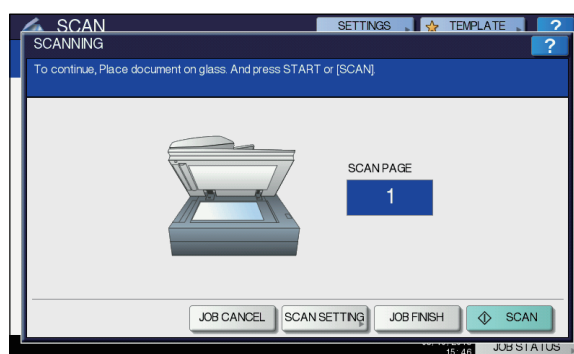 SCAN
SETTINGS
TEMPLATE
?
SCANNING
?
To continue, Place document on glass. And press START or [SCAN].
SCAN PAGE
1
JOB CANCEL
SCAN SETTING
JOB FINISH
SCAN
15:46
JOB STATUS